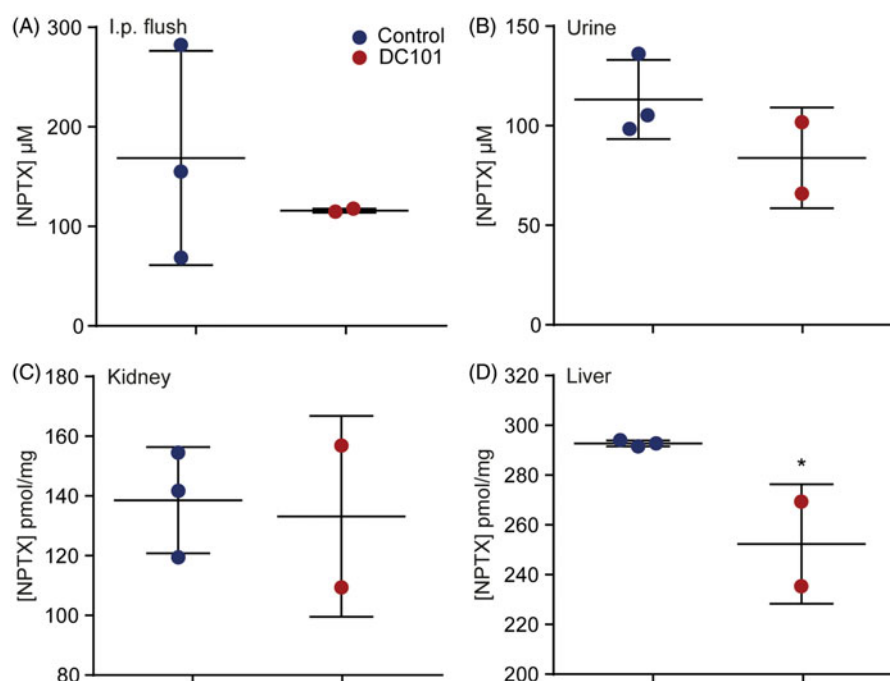 (A) I.p. flush
Control
DC101
[NPTX] µM
300
200
100
0
(B) Urine
[NPTX] µM
150
100
50
0
(C) Kidney
[NPTX] pmol/mg
180
160
140
120
100
80
(D) Liver
[NPTX] pmol/mg
320
300
280
260
240
220
200
*